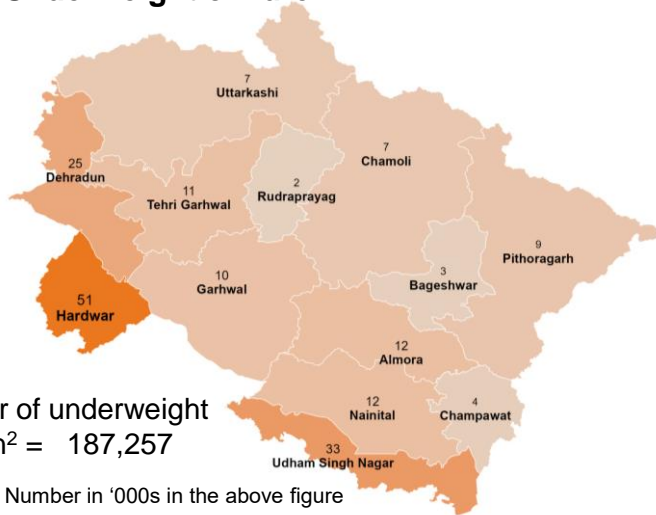 7
Uttarkashi
7
Chamoli
25
Dehradun
11
Tehri Garhwal
2
Rudraprayag
9
Pithoragarh
10
Garhwal
3
Bageshwar
51
Hardwar
12
Almora
12
Nainital
4
Champawat
of underweight
= 187,257
33
Udham Singh Nagar
Number in ‘000s in the above figure